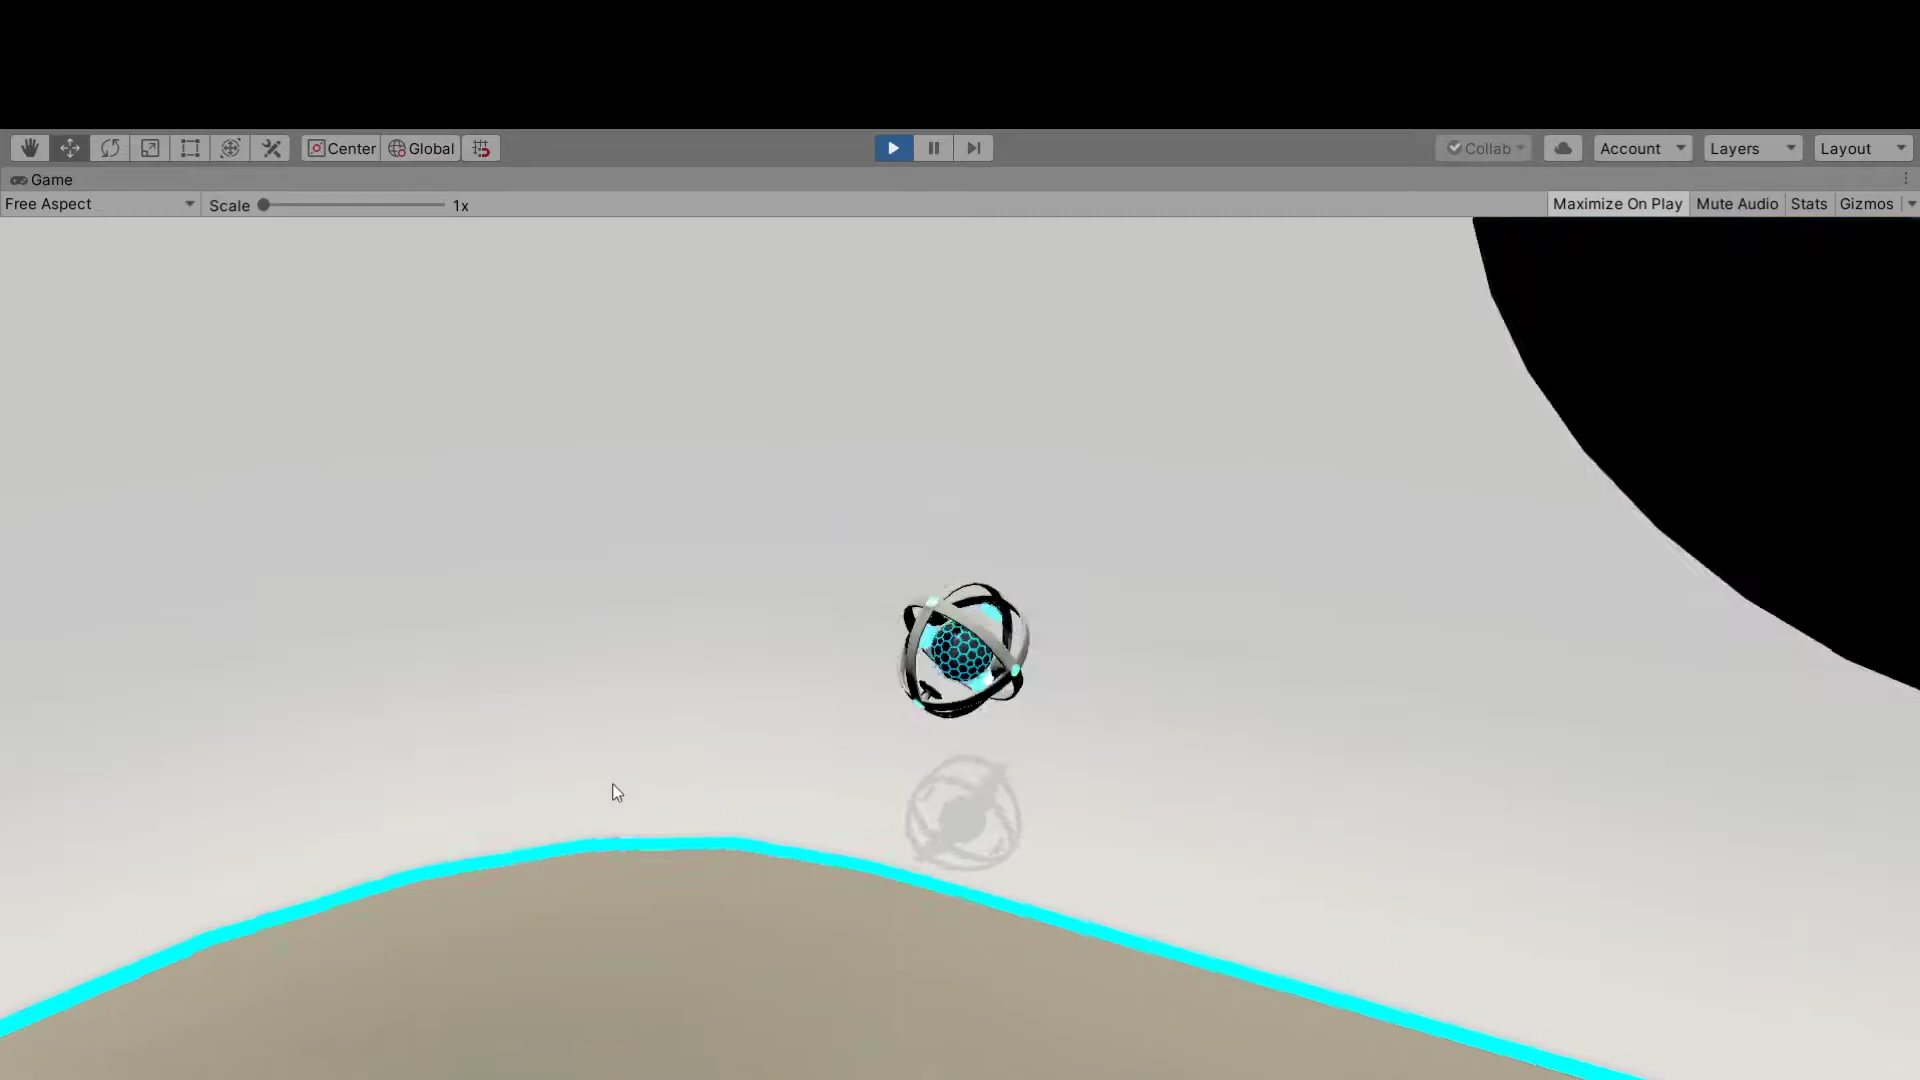 Center Global Collab Account Layers Layout
Game
Free Aspect Scale 1x Maximize On Play Mute Audio Stats Gizmos